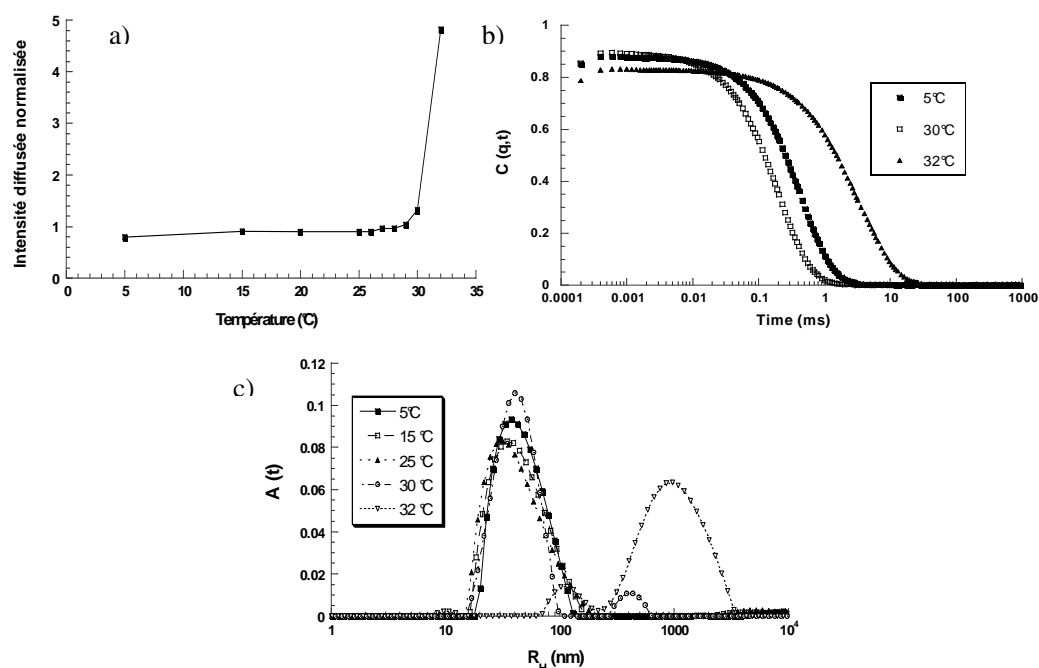 a)
Intensité diffusée normalisée
5
4
3
2
1
0
0 5 10 15 20 25 30 35
Température (°C)
b)
C (q,t)
1
0.8
0.6
0.4
0.2
0
0.0001 0.001 0.01 0.1 1 10 100 1000
Time (ms)
5°C
30°C
32°C
c)
A (t)
0.12
0.1
0.08
0.06
0.04
0.02
0
1 10 100 1000 10⁴
R_H (nm)
5°C
15 °C
25 °C
30 °C
32 °C